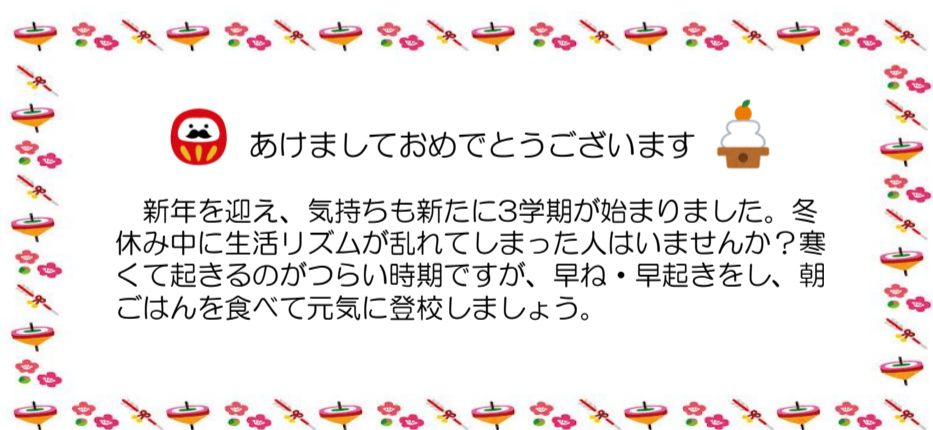 あけましておめでとうございます
　新年を迎え、気持ちも新たに3学期が始まりました。冬
休み中に生活リズムが乱れてしまった人はいませんか？寒
くて起きるのがつらい時期ですが、早ね・早起きをし、朝
ごはんを食べて元気に登校しましょう。